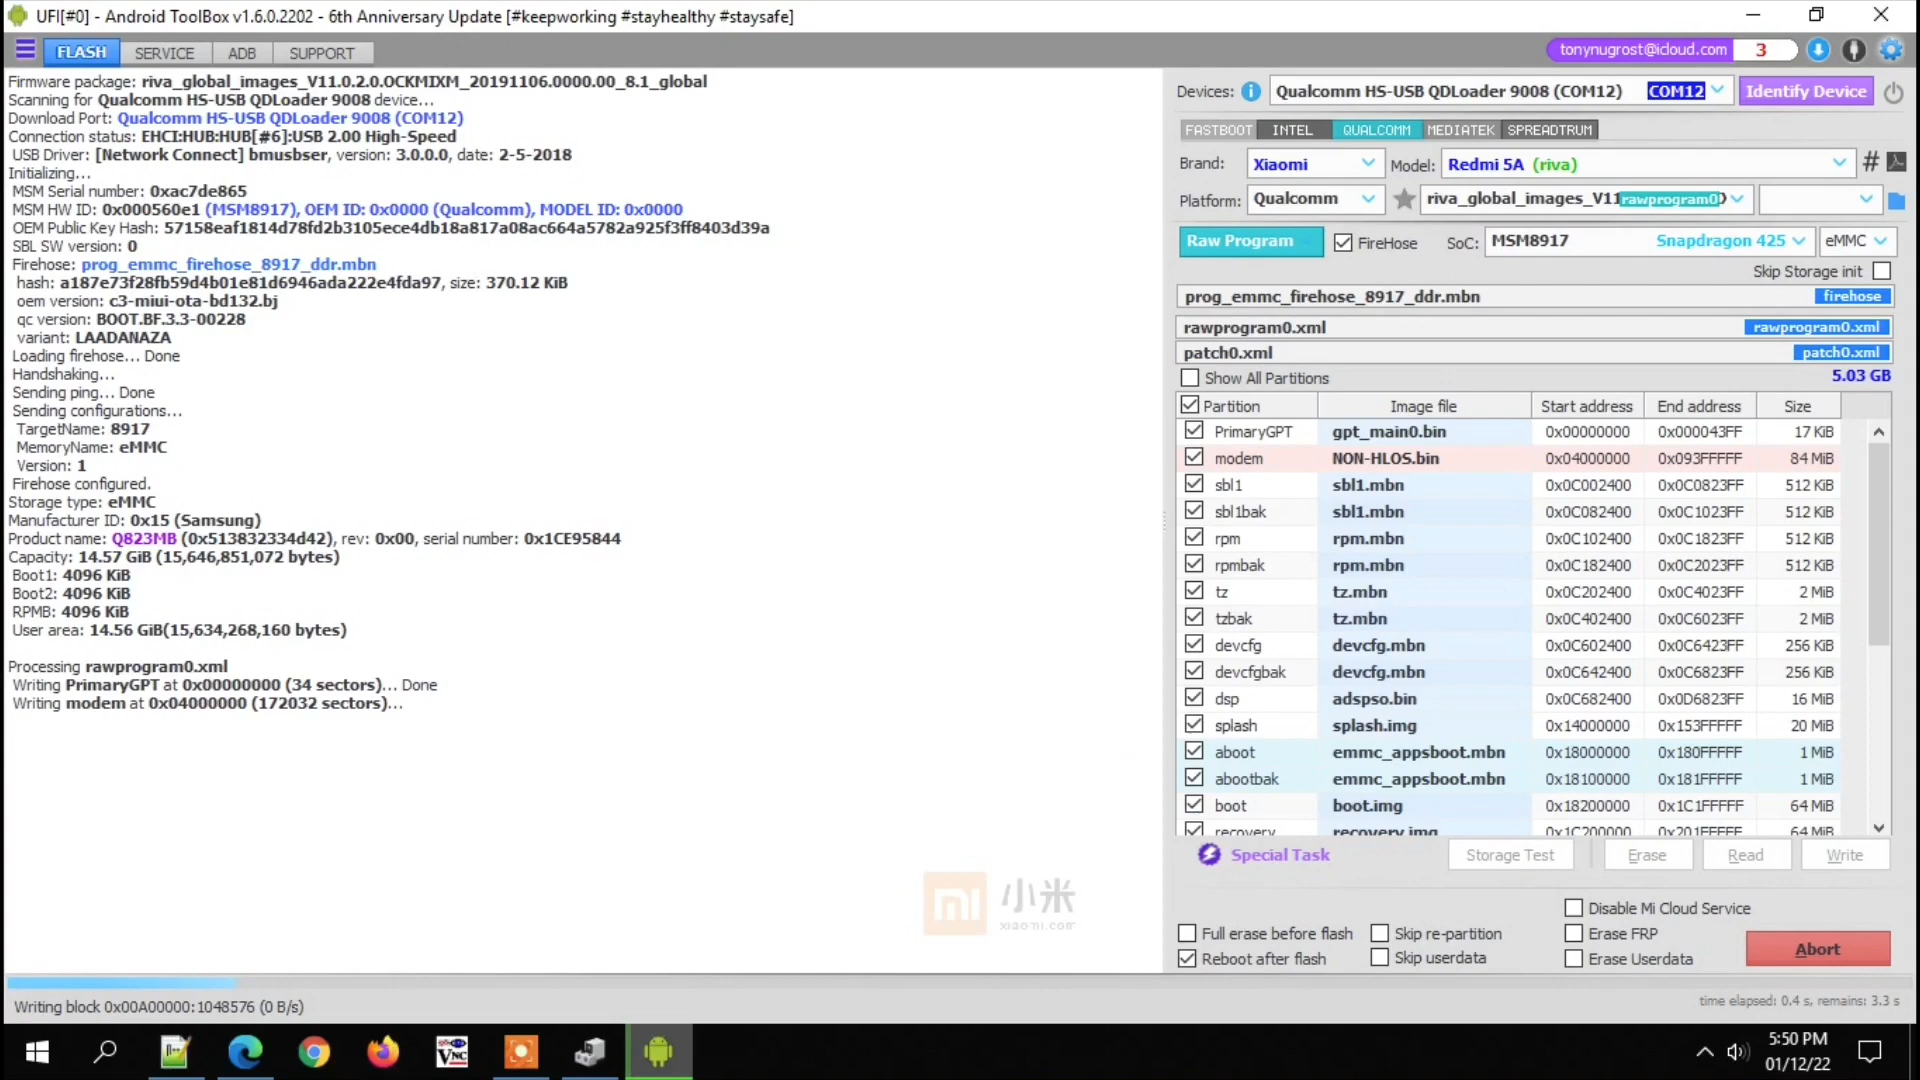 UFI[#0] - Android ToolBox v1.6.0.2202 - 6th Anniversary Update [#keepworking #stayhealthy #staysafe]
FLASH SERVICE ADB SUPPORT
tonynugrost@icloud.com 3
Firmware package: riva_global_images_V11.0.2.0.OCKMIXM_20191106.0000.00_8.1_global
Scanning for Qualcomm HS-USB QDLoader 9008 device...
Download Port: Qualcomm HS-USB QDLoader 9008 (COM12)
Connection status: EHCI:HUB:HUB[#6]:USB 2.00 High-Speed
USB Driver: [Network Connect] bmusbser, version: 3.0.0.0, date: 2-5-2018
Initializing...
MSM Serial number: 0xac7de865
MSM HW ID: 0x000560e1 (MSM8917), OEM ID: 0x0000 (Qualcomm), MODEL ID: 0x0000
OEM Public Key Hash: 57158eaf1814d78fd2b3105ece4db18a817a08ac664a5782a925f3ff8403d39a
SBL SW version: 0
Firehose: prog_emmc_firehose_8917_ddr.mbn
hash: a187e73f28fb59d4b01e81d6946ada222e4fda97, size: 370.12 KiB
oem version: c3-miui-ota-bd132.bj
qc version: BOOT.BF.3.3-00228
variant: LAADANAZA
Loading firehose... Done
Handshaking...
Sending ping... Done
Sending configurations...
TargetName: 8917
MemoryName: eMMC
Version: 1
Firehose configured.
Storage type: eMMC
Manufacturer ID: 0x15 (Samsung)
Product name: Q823MB (0x513832334d42), rev: 0x00, serial number: 0x1CE95844
Capacity: 14.57 GiB (15,646,851,072 bytes)
Boot1: 4096 KiB
Boot2: 4096 KiB
RPMB: 4096 KiB
User area: 14.56 GiB(15,634,268,160 bytes)
Processing rawprogram0.xml
Writing PrimaryGPT at 0x00000000 (34 sectors)... Done
Writing modem at 0x04000000 (172032 sectors)...
mi 小米
xiaomi.com
Devices: Qualcomm HS-USB QDLoader 9008 (COM12) COM12 Identify Device
FASTBOOT INTEL QUALCOMM MEDIATEK SPREADTRUM
Brand: Xiaomi Model: Redmi 5A (riva) #
Platform: Qualcomm riva_global_images_V11 rawprogram0
Raw Program FireHose SoC: MSM8917 Snapdragon 425 eMMC
Skip Storage init
prog_emmc_firehose_8917_ddr.mbn firehose
rawprogram0.xml rawprogram0.xml
patch0.xml patch0.xml
Show All Partitions 5.03 GB
Partition Image file Start address End address Size
PrimaryGPT gpt_main0.bin 0x00000000 0x000043FF 17 KiB
modem NON-HLOS.bin 0x04000000 0x093FFFFF 84 MiB
sbl1 sbl1.mbn 0x0C002400 0x0C0823FF 512 KiB
sbl1bak sbl1.mbn 0x0C082400 0x0C1023FF 512 KiB
rpm rpm.mbn 0x0C102400 0x0C1823FF 512 KiB
rpmbak rpm.mbn 0x0C182400 0x0C2023FF 512 KiB
tz tz.mbn 0x0C202400 0x0C4023FF 2 MiB
tzbak tz.mbn 0x0C402400 0x0C6023FF 2 MiB
devcfg devcfg.mbn 0x0C602400 0x0C6423FF 256 KiB
devcfgbak devcfg.mbn 0x0C642400 0x0C6823FF 256 KiB
dsp adspso.bin 0x0C682400 0x0D6823FF 16 MiB
splash splash.img 0x14000000 0x153FFFFF 20 MiB
aboot emmc_appsboot.mbn 0x18000000 0x180FFFFF 1 MiB
abootbak emmc_appsboot.mbn 0x18100000 0x181FFFFF 1 MiB
boot boot.img 0x18200000 0x1C1FFFFF 64 MiB
recovery recovery.img 0x1C200000 0x201FFFFF 64 MiB
Special Task Storage Test Erase Read Write
Disable Mi Cloud Service
Full erase before flash Skip re-partition Erase FRP
Reboot after flash Skip userdata Erase Userdata
Abort
Writing block 0x00A00000:1048576 (0 B/s)
time elapsed: 0.4 s, remains: 3.3 s
5:50 PM
01/12/22